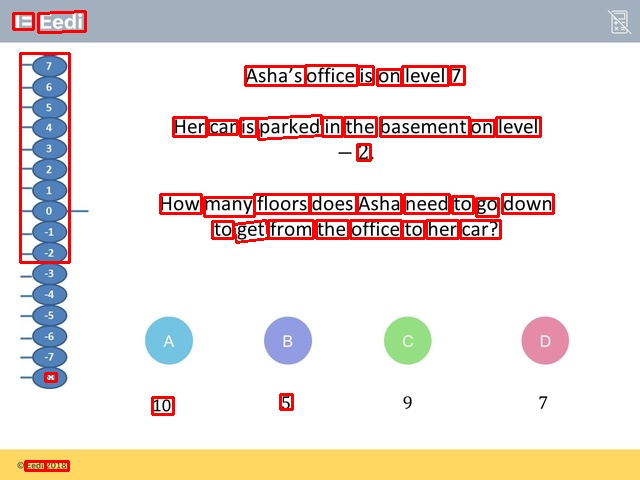 Eedi
7
6
5
4
3
2
1
0
-1
-2
-3
-4
-5
-6
-7
Asha's office is on level 7
Her car is parked in the basement on level
− 2.
How many floors does Asha need to go down
to get from the office to her car?
A
B
C
D
10
5
9
7
© Eedi 2018